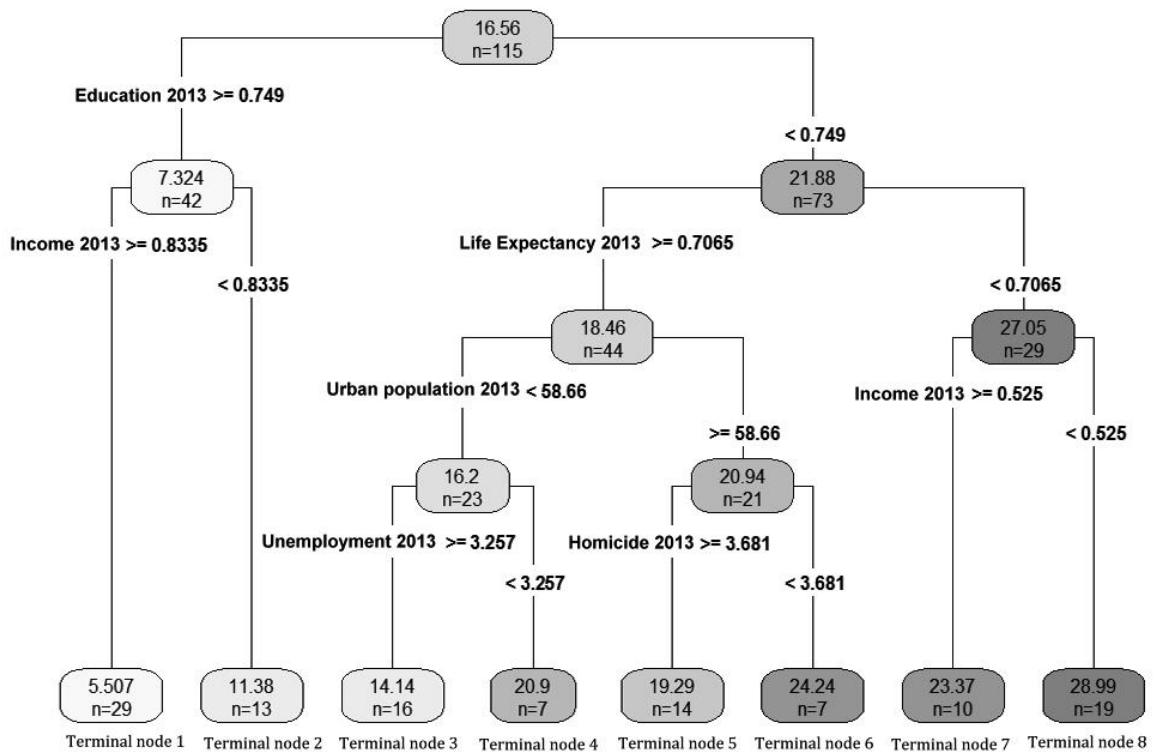 16.56
n=115
Education 2013 >= 0.749
< 0.749
7.324
n=42
21.88
n=73
Income 2013 >= 0.8335
< 0.8335
Life Expectancy 2013 >= 0.7065
< 0.7065
18.46
n=44
27.05
n=29
Urban population 2013 < 58.66
>= 58.66
Income 2013 >= 0.525
< 0.525
16.2
n=23
20.94
n=21
Unemployment 2013 >= 3.257
< 3.257
Homicide 2013 >= 3.681
< 3.681
5.507
n=29
11.38
n=13
14.14
n=16
20.9
n=7
19.29
n=14
24.24
n=7
23.37
n=10
28.99
n=19
Terminal node 1
Terminal node 2
Terminal node 3
Terminal node 4
Terminal node 5
Terminal node 6
Terminal node 7
Terminal node 8